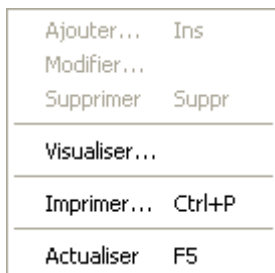 Ajouter... Ins
Modifier...
Supprimer Suppr
Visualiser...
Imprimer... Ctrl+P
Actualiser F5